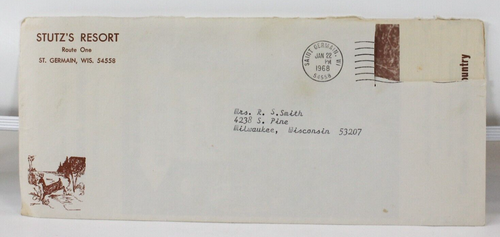 STUTZ'S RESORT
Route One
ST. GERMAIN, WIS. 54558
SAINT GERMAIN, WI.
JAN 22
PM
1968
54558
ountry
Mrs. R. S.Smith
4238 S. Pine
Milwaukee, Wisconsin 53207